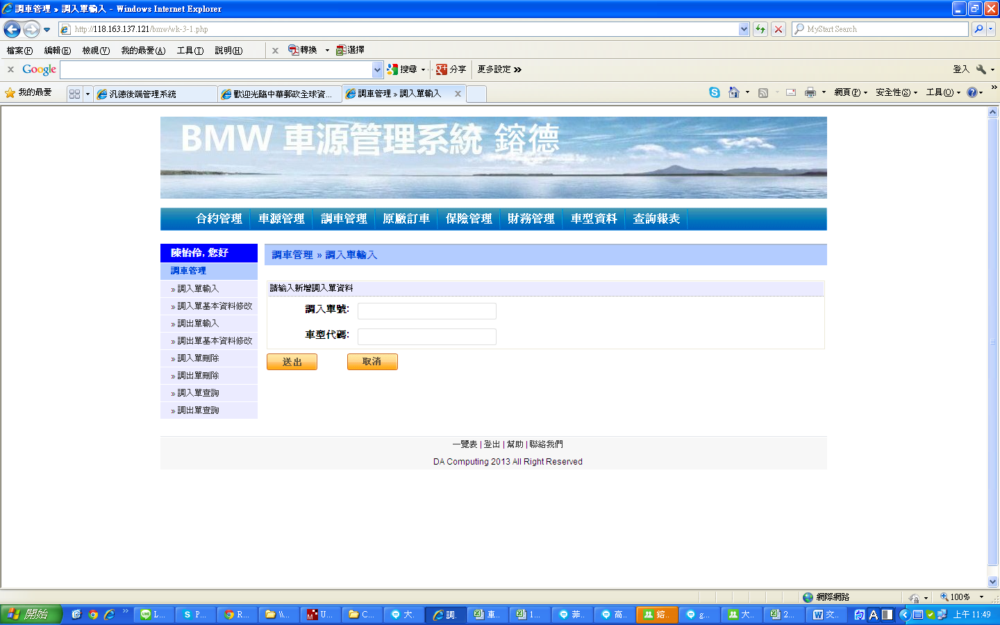 調車管理 » 調入單輸入 - Windows Internet Explorer
http://118.163.137.121/bmw/wk-3-1.php
MyStart Search
檔案(F) 編輯(E) 檢視(V) 我的最愛(A) 工具(T) 說明(H)
x 轉換 選擇
x Google 搜尋 分享 更多設定 » 登入
我的最愛 汎德後端管理系統 歡迎光臨中華郵政全球資... 調車管理 » 調入單輸入 x 網頁(P) 安全性(S) 工具(O) »
BMW 車源管理系統 鎔德
合約管理 車源管理 調車管理 原廠訂車 保險管理 財務管理 車型資料 查詢報表
陳怡伶, 您好
調車管理
» 調入單輸入
» 調入單基本資料修改
» 調出單輸入
» 調出單基本資料修改
» 調入單刪除
» 調出單刪除
» 調入單查詢
» 調出單查詢
調車管理 » 調入單輸入
請输入新增調入單資料
調入單號:
車型代碼:
送出 取消
一覽表 | 登出 | 幫助 | 聯絡我們
DA Computing 2013 All Right Reserved
網際網路 100%
開始 » L... P... R... \\... U... C... 大... 調... 車... 1... 菲... 高... 鎔... g... 大... 2... 文... A 上午 11:49